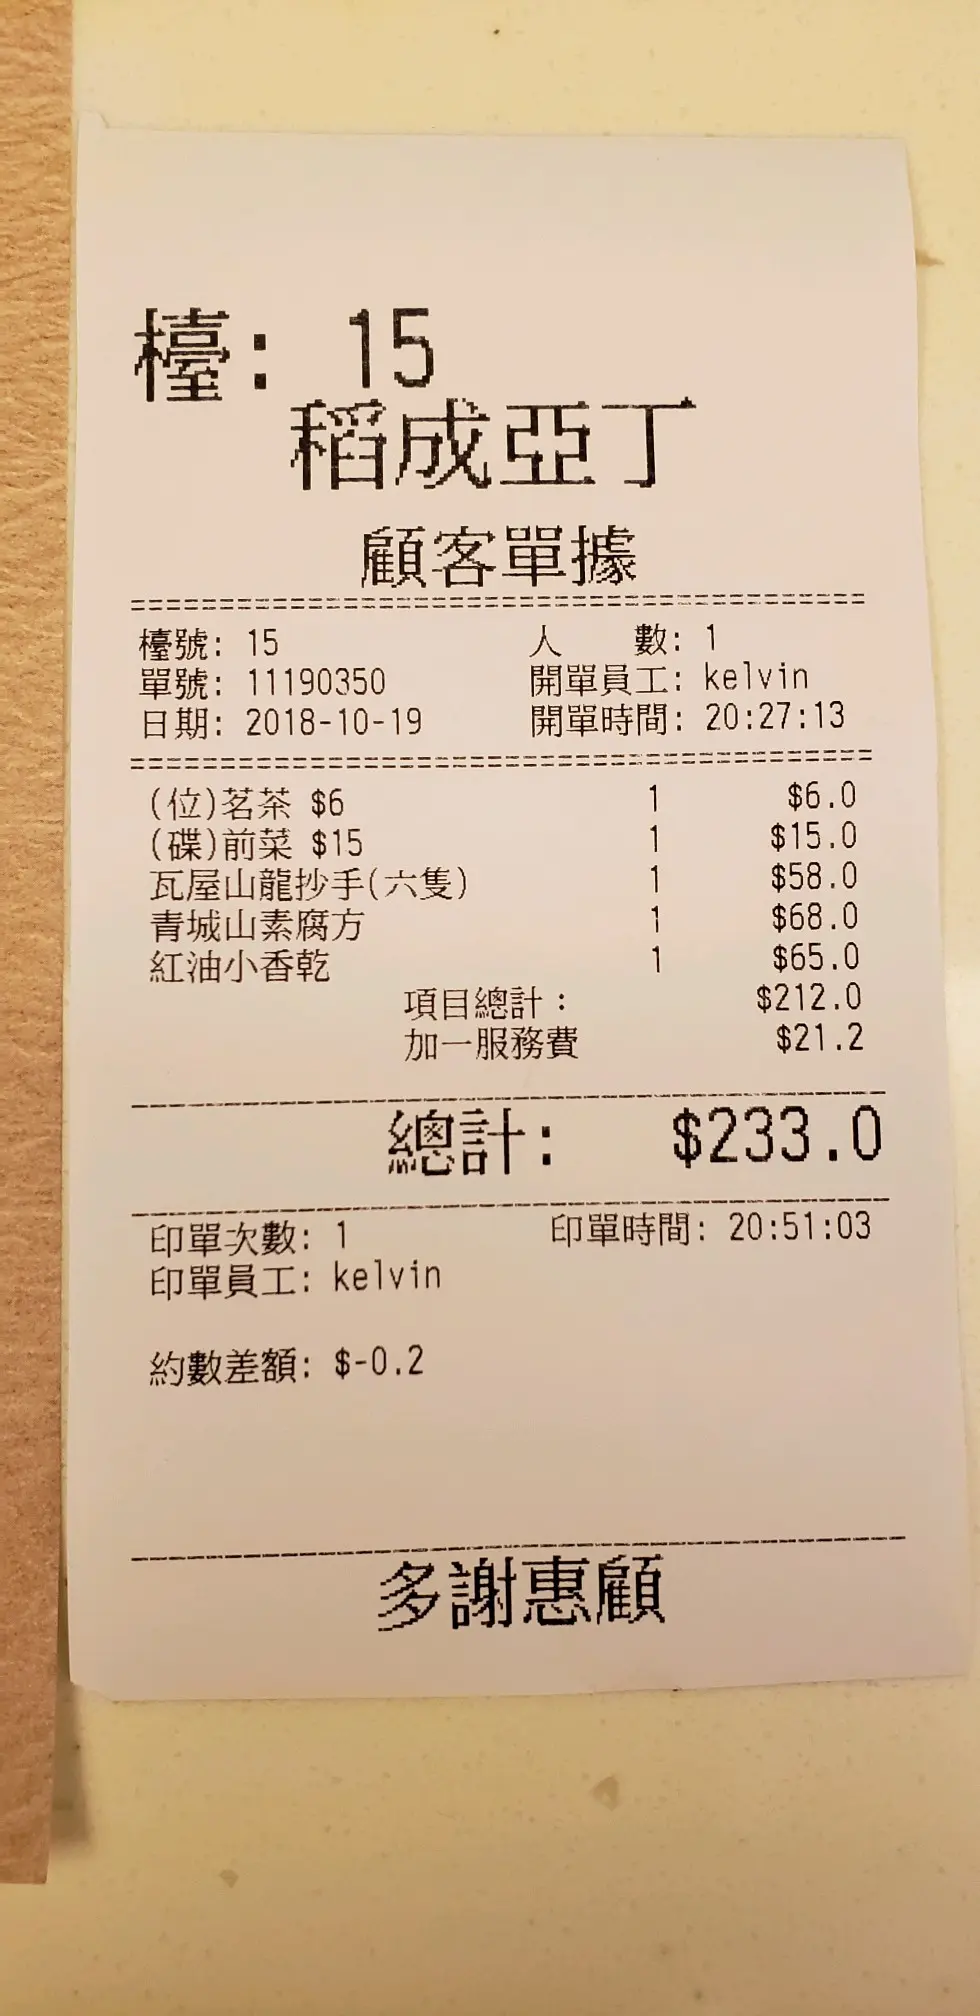 檯: 15
稻成亞丁
顧客單據
檯號: 15 人 數: 1
單號: 11190350 開單員工: kelvin
日期: 2018-10-19 開單時間: 20:27:13
(位)茗茶 $6 1 $6.0
(碟)前菜 $15 1 $15.0
瓦屋山龍抄手(六隻) 1 $58.0
青城山素腐方 1 $68.0
紅油小香乾 1 $65.0
項目總計: $212.0
加一服務費 $21.2
總計: $233.0
印單次數: 1 印單時間: 20:51:03
印單員工: kelvin
約數差額: $-0.2
多謝惠顧